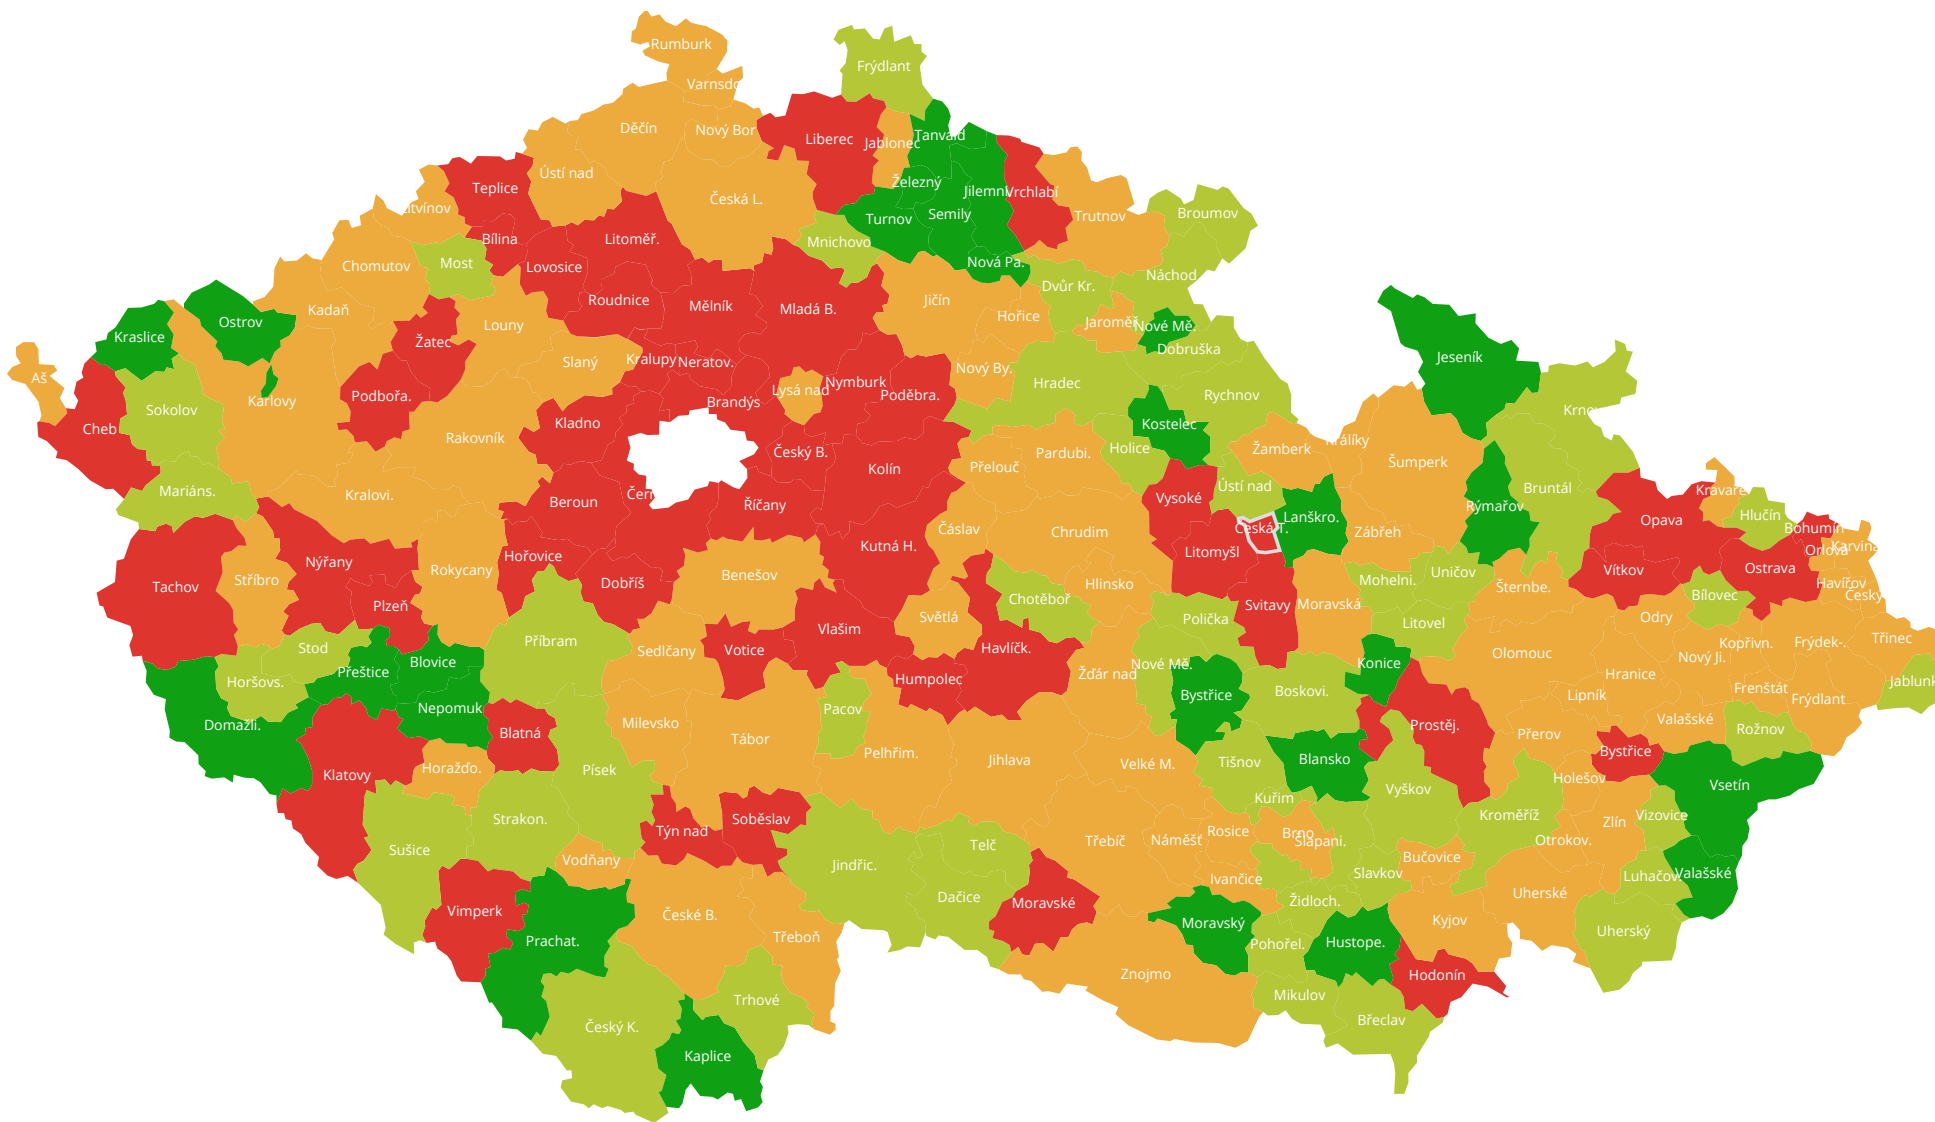 Rumburk
Frýdlant
Varnsdo
Děčín
Nový Bor
Liberec
Jablonec
Tanvald
Ústí nad
Teplice
Železný
Jilemni
Vrchlabí
Česká L.
Trutnov
Broumov
Turnov
Semily
Bílina
Litoměř.
Mnichovo
Most
Lovosice
Nová Pa.
Chomutov
Náchod
Dvůr Kr.
Roudnice
Mělník
Mladá B.
Jičín
Kadaň
Hořice
Ostrov
Jaroměř
Nové Mě.
Louny
Kraslice
Žatec
Dobruška
Jeseník
Slaný
Kralupy
Neratov.
Nový By.
Aš
Nymburk
Hradec
Lysá nad
Podbořa.
Poděbra.
Rychnov
Karlovy
Brandýs
Sokolov
Krno
Kladno
Kostelec
Cheb
Rakovník
Králíky
Český B.
Pardubi.
Holice
Žamberk
Šumperk
Kolín
Přelouč
Mariáns.
Kralovi.
Čer
Ústí nad
Bruntál
Kravaře
Beroun
Říčany
Vysoké
Rýmařov
Lanškro.
Hlučín
Opava
Čáslav
Chrudim
Česká T.
Zábřeh
Bohumín
Kutná H.
Litomyšl
Orlová
Karviná
Hořovice
Nýřany
Rokycany
Benešov
Vítkov
Ostrava
Stříbro
Dobříš
Hlinsko
Mohelni.
Uničov
Havířov
Tachov
Šternbe.
Bílovec
Český
Plzeň
Chotěboř
Svitavy
Moravská
Světlá
Odry
Polička
Litovel
Vlašim
Příbram
Třinec
Stod
Kopřivn.
Frýdek-.
Sedlčany
Votice
Havlíčk.
Olomouc
Nový Ji.
Blovice
Nové Mě.
Konice
Přeštice
Žďár nad
Hranice
Horšovs.
Humpolec
Jablunk
Frenštát
Boskovi.
Bystřice
Lipník
Frýdlant
Nepomuk
Pacov
Valašské
Domažli.
Milevsko
Prostěj.
Rožnov
Blatná
Přerov
Tábor
Bystřice
Pelhřim.
Jihlava
Blansko
Velké M.
Tišnov
Horažďo.
Písek
Klatovy
Holešov
Vsetín
Vyškov
Kuřim
Kroměříž
Vizovice
Strakon.
Soběslav
Zlín
Týn nad
Rosice
Brno
Třebíč
Náměšť
Šlapani.
Otrokov.
Telč
Sušice
Bučovice
Vodňany
Jindřic.
Slavkov
Valašské
Luhačov.
Ivančice
Uherské
Dačice
Židloch.
Moravské
Vimperk
České B.
Kyjov
Moravský
Uherský
Třeboň
Prachat.
Hustope.
Pohořel.
Znojmo
Hodonín
Mikulov
Trhové
Břeclav
Český K.
Kaplice